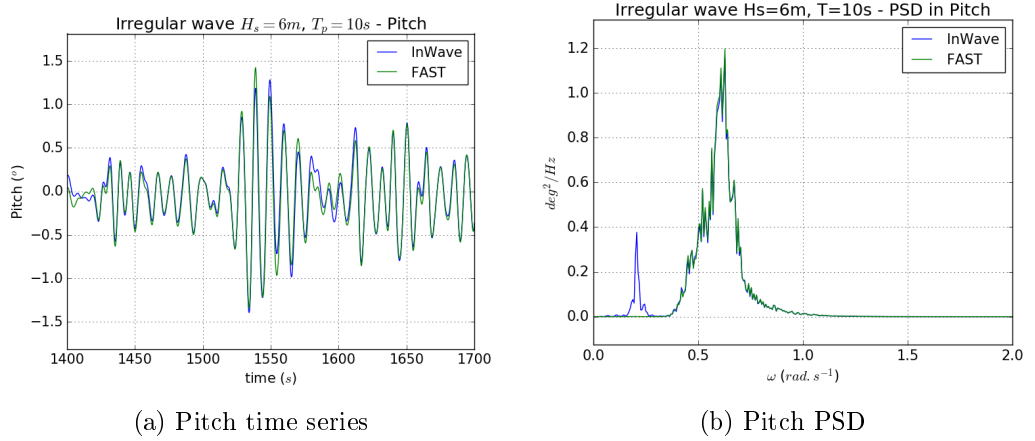 Irregular wave Hs = 6m, Tp = 10s - Pitch
InWave
FAST
Pitch (°)
1.5
1.0
0.5
0.0
−0.5
−1.0
−1.5
1400 1450 1500 1550 1600 1650 1700
time (s)
(a) Pitch time series
Irregular wave Hs=6m, T=10s - PSD in Pitch
InWave
FAST
deg²/Hz
1.2
1.0
0.8
0.6
0.4
0.2
0.0
0.0 0.5 1.0 1.5 2.0
ω (rad.s⁻¹)
(b) Pitch PSD